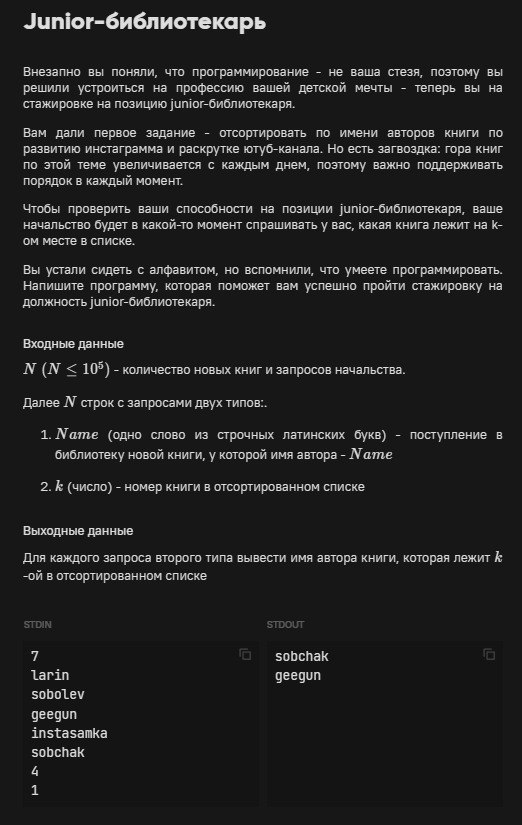 Junior-библиотекарь
Внезапно вы поняли, что программирование - не ваша стезя, поэтому вы
решили устроиться на профессию вашей детской мечты - теперь вы на
стажировке на позицию junior-библиотекаря.
Вам дали первое задание - отсортировать по имени авторов книги по
развитию инстаграмма и раскрутке ютуб-канала. Но есть загвоздка: гора книг
по этой теме увеличивается с каждым днем, поэтому важно поддерживать
порядок в каждый момент.
Чтобы проверить ваши способности на позиции junior-библиотекаря, ваше
начальство будет в какой-то момент спрашивать у вас, какая книга лежит на k-
ом месте в списке.
Вы устали сидеть с алфавитом, но вспомнили, что умеете программировать.
Напишите программу, которая поможет вам успешно пройти стажировку на
должность junior-библиотекаря.
Входные данные
N (N ≤ 10⁵) - количество новых книг и запросов начальства.
Далее N строк с запросами двух типов:.
1. Name (одно слово из строчных латинских букв) - поступление в
библиотеку новой книги, у которой имя автора - Name
2. k (число) - номер книги в отсортированном списке
Выходные данные
Для каждого запроса второго типа вывести имя автора книги, которая лежит k
-ой в отсортированном списке
STDIN
7
larin
sobolev
geegun
instasamka
sobchak
4
1
STDOUT
sobchak
geegun